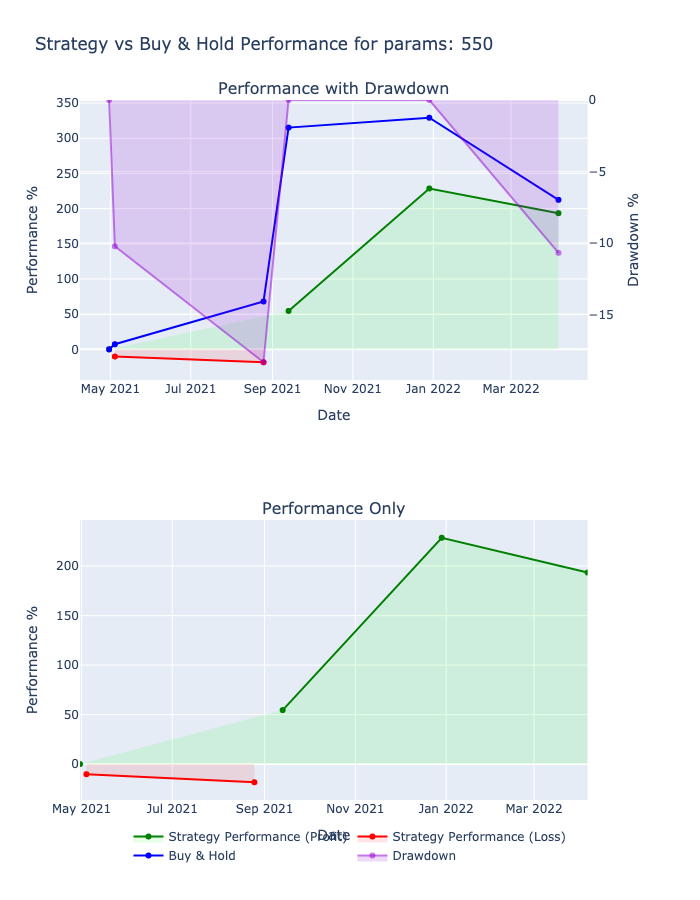 Strategy vs Buy & Hold Performance for params: 550
Performance with Drawdown
350
300
250
200
150
100
50
0
Performance %
0
−5
−10
−15
Drawdown %
May 2021 Jul 2021 Sep 2021 Nov 2021 Jan 2022 Mar 2022
Date
Performance Only
200
150
100
50
0
Performance %
May 2021 Jul 2021 Sep 2021 Nov 2021 Jan 2022 Mar 2022
Date
Strategy Performance (Profit) Strategy Performance (Loss)
Buy & Hold Drawdown